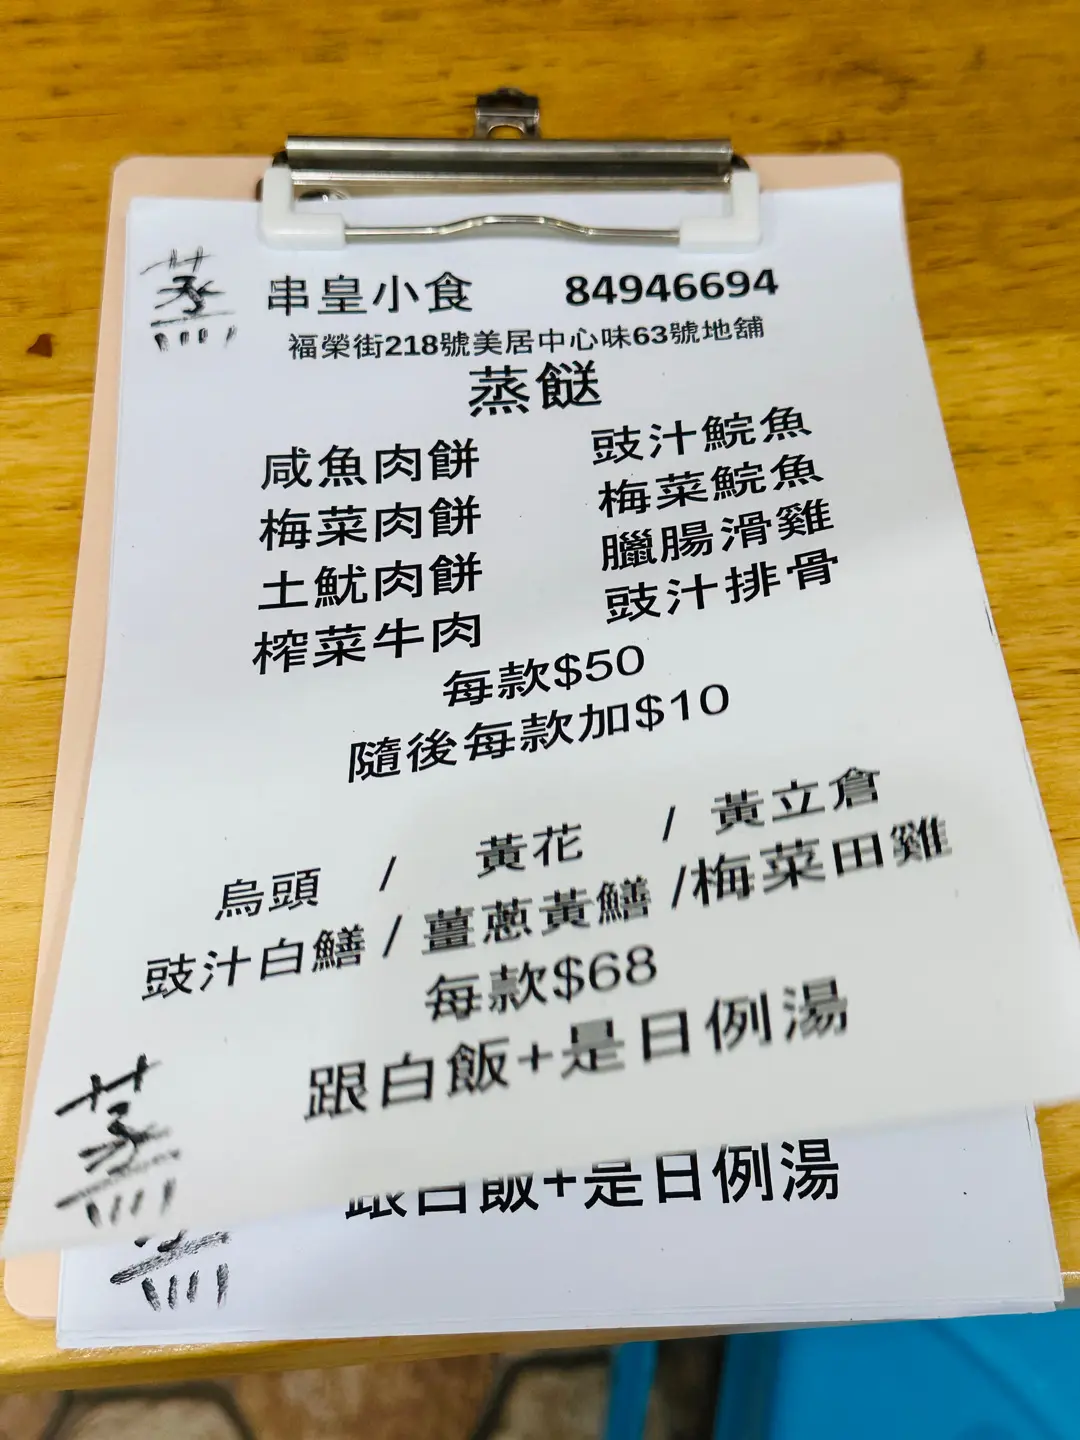 蒸
串皇小食 84946694
福榮街218號美居中心味63號地舖
蒸餸
咸魚肉餅 豉汁鯇魚
梅菜肉餅 梅菜鯇魚
土魷肉餅 臘腸滑雞
榨菜牛肉 豉汁排骨
每款$50
隨後每款加$10
烏頭 / 黃花 / 黃立倉
豉汁白鱔 / 薑蔥黃鱔 /梅菜田雞
每款$68
跟白飯+是日例湯
蒸
跟白飯+是日例湯